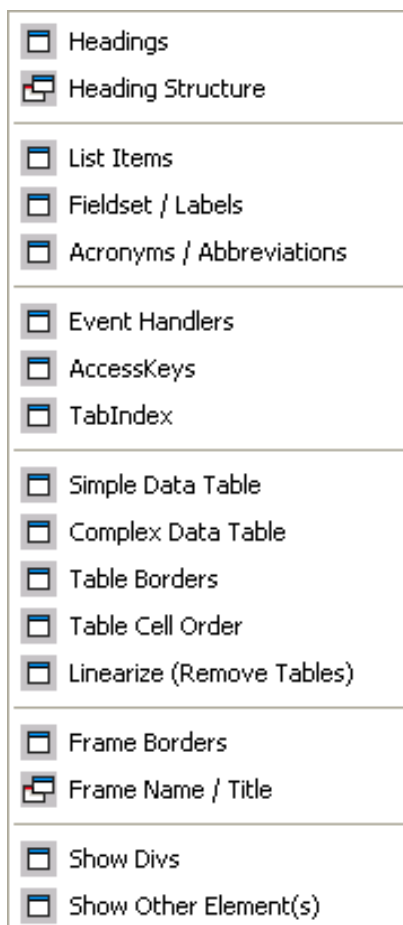 Headings
Heading Structure
List Items
Fieldset / Labels
Acronyms / Abbreviations
Event Handlers
AccessKeys
TabIndex
Simple Data Table
Complex Data Table
Table Borders
Table Cell Order
Linearize (Remove Tables)
Frame Borders
Frame Name / Title
Show Divs
Show Other Element(s)